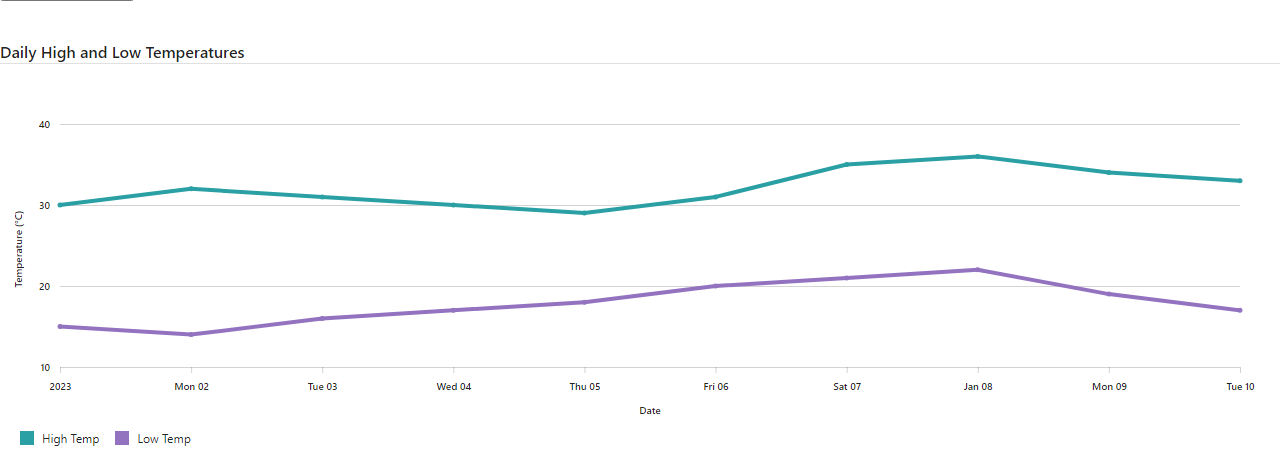 Daily High and Low Temperatures
40
30
20
10
Temperature (°C)
2023 Mon 02 Tue 03 Wed 04 Thu 05 Fri 06 Sat 07 Jan 08 Mon 09 Tue 10
Date
High Temp Low Temp